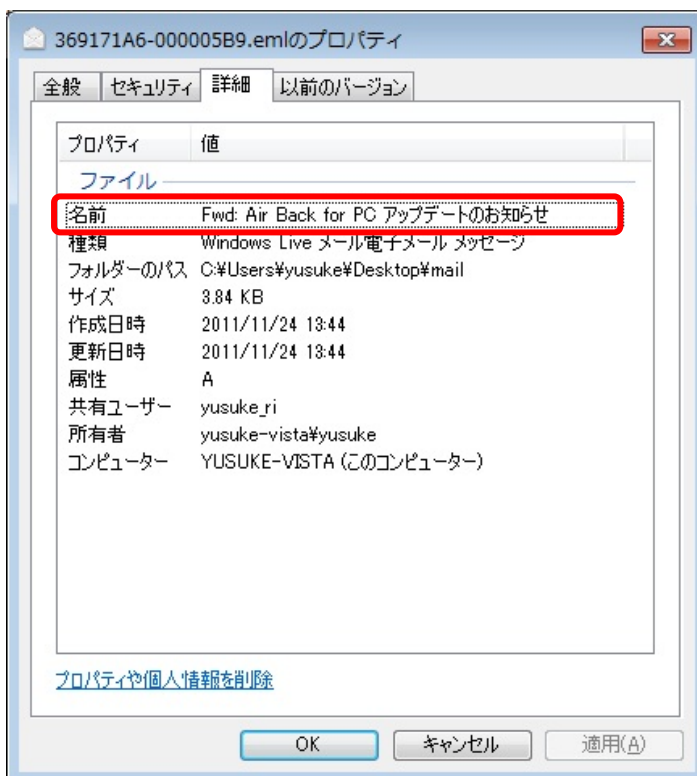 369171A6-000005B9.emlのプロパティ
全般 セキュリティ 詳細 以前のバージョン
プロパティ 値
ファイル
名前 Fwd: Air Back for PC アップデートのお知らせ
種類 Windows Live メール電子メール メッセージ
フォルダーのパス C:¥Users¥yusuke¥Desktop¥mail
サイズ 3.84 KB
作成日時 2011/11/24 13:44
更新日時 2011/11/24 13:44
属性 A
共有ユーザー yusuke_ri
所有者 yusuke-vista¥yusuke
コンピューター YUSUKE-VISTA (このコンピューター)
プロパティや個人情報を削除
OK キャンセル 適用(A)